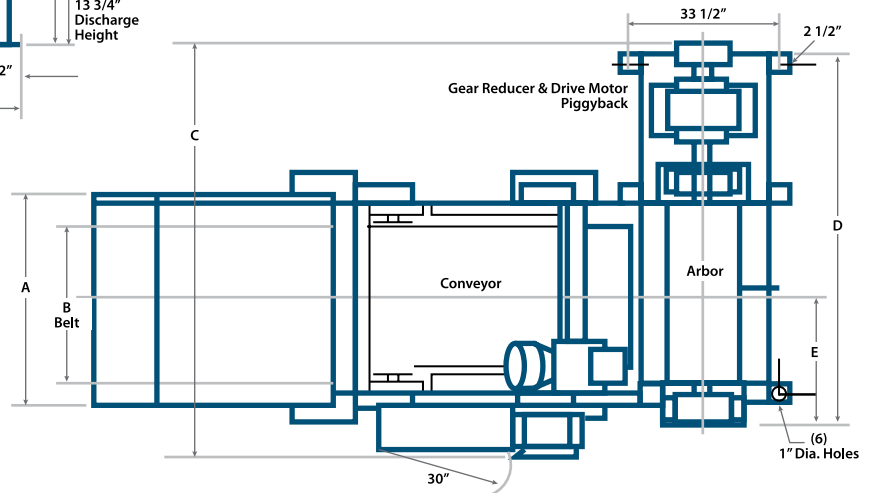 13 3/4”
Discharge
Height
2”
33 1/2”
2 1/2”
Gear Reducer & Drive Motor
Piggyback
C
D
A
B
Belt
Conveyor
Arbor
E
30”
(6)
1” Dia. Holes